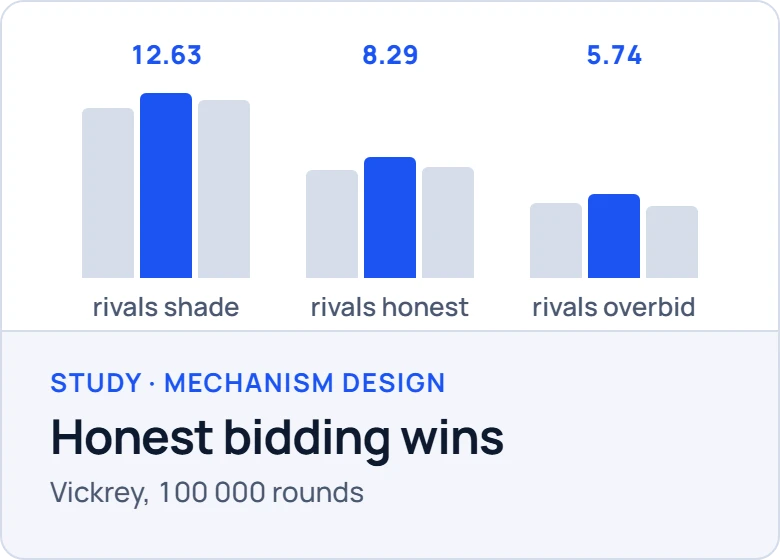 12.63 8.29 5.74
rivals shade rivals honest rivals overbid
STUDY · MECHANISM DESIGN
Honest bidding wins
Vickrey, 100 000 rounds